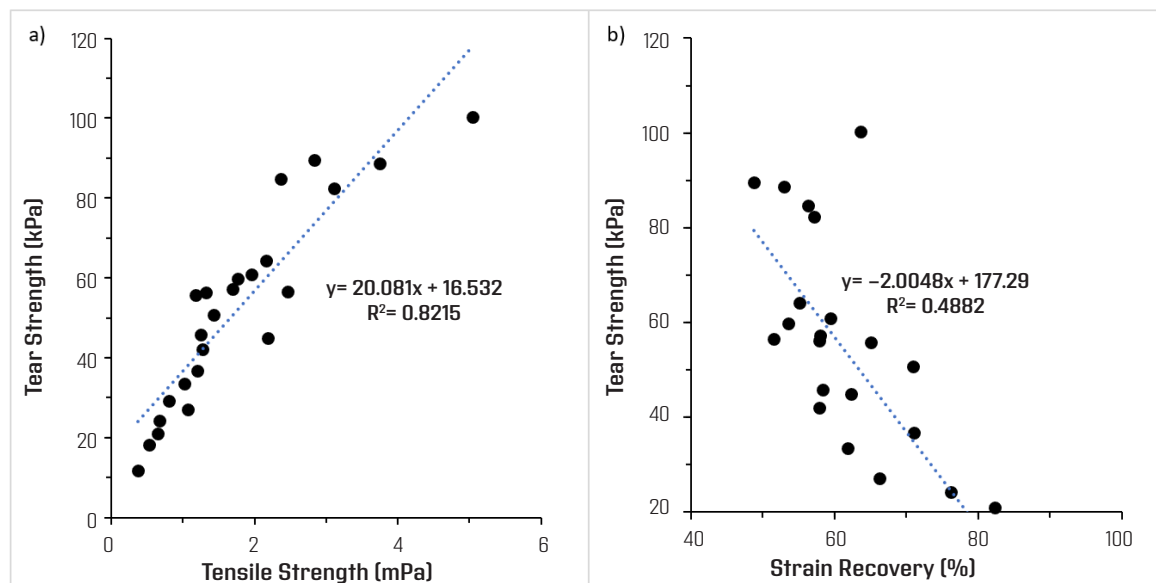 a)
120
100
80
60
40
20
0
Tear Strength (kPa)
y= 20.081x + 16.532
R²= 0.8215
0 2 4 6
Tensile Strength (mPa)
b)
120
100
80
60
40
20
Tear Strength (kPa)
y= −2.0048x + 177.29
R²= 0.4882
40 60 80 100
Strain Recovery (%)